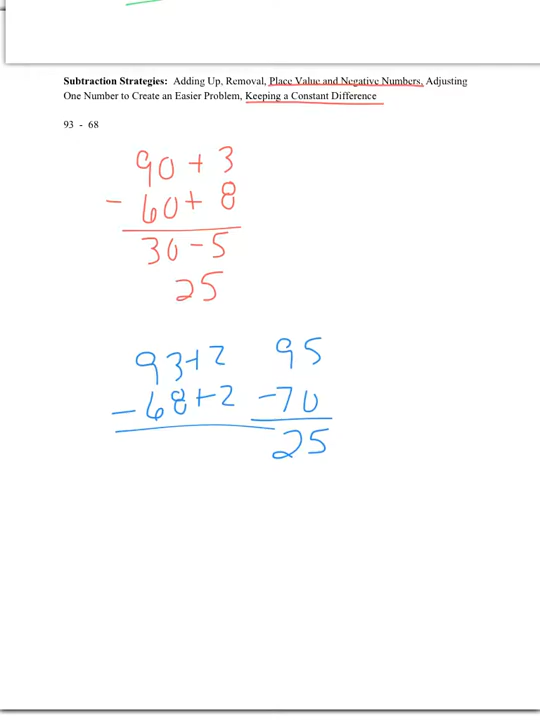 Subtraction Strategies: Adding Up, Removal, Place Value and Negative Numbers, Adjusting
One Number to Create an Easier Problem, Keeping a Constant Difference
93 - 68
90 + 3
- 60 + 8
30 - 5
25
93+2 95
-68+2 -70
25